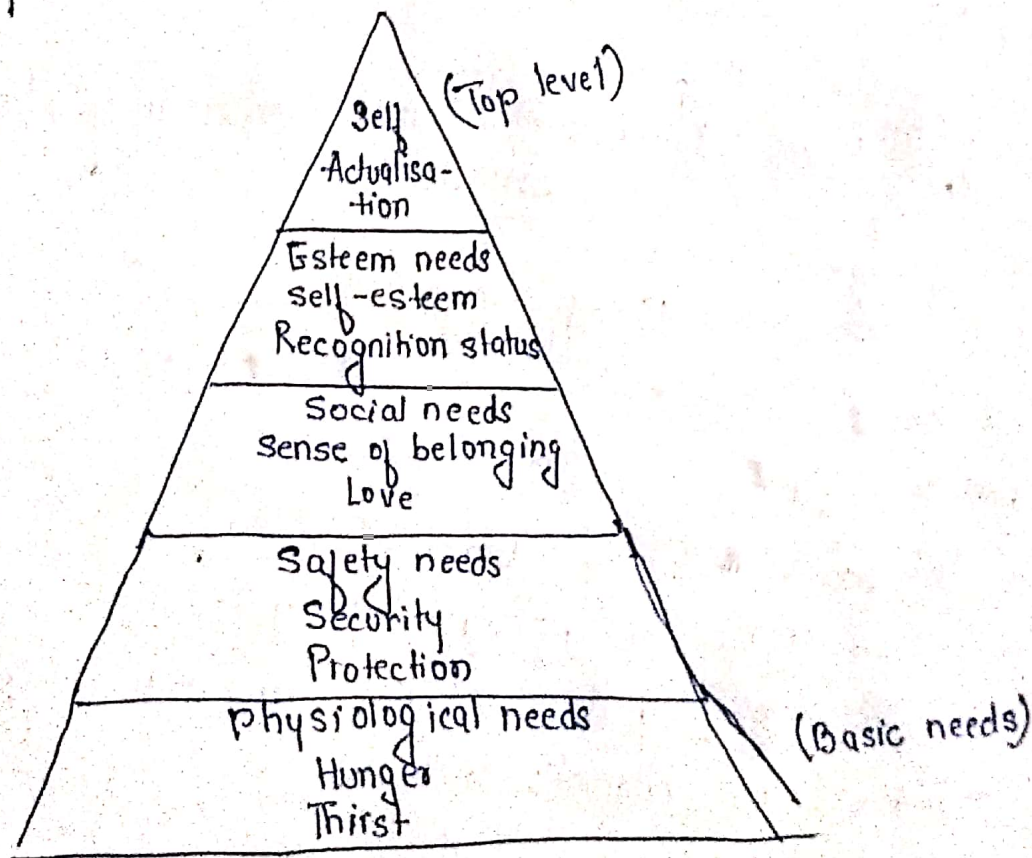 (Top level)
Self
-Actualisa-
-tion
Esteem needs
self-esteem
Recognition status
Social needs
Sense of belonging
Love
Safety needs
Security
Protection
Physiological needs
(Basic needs)
Hunger
Thirst